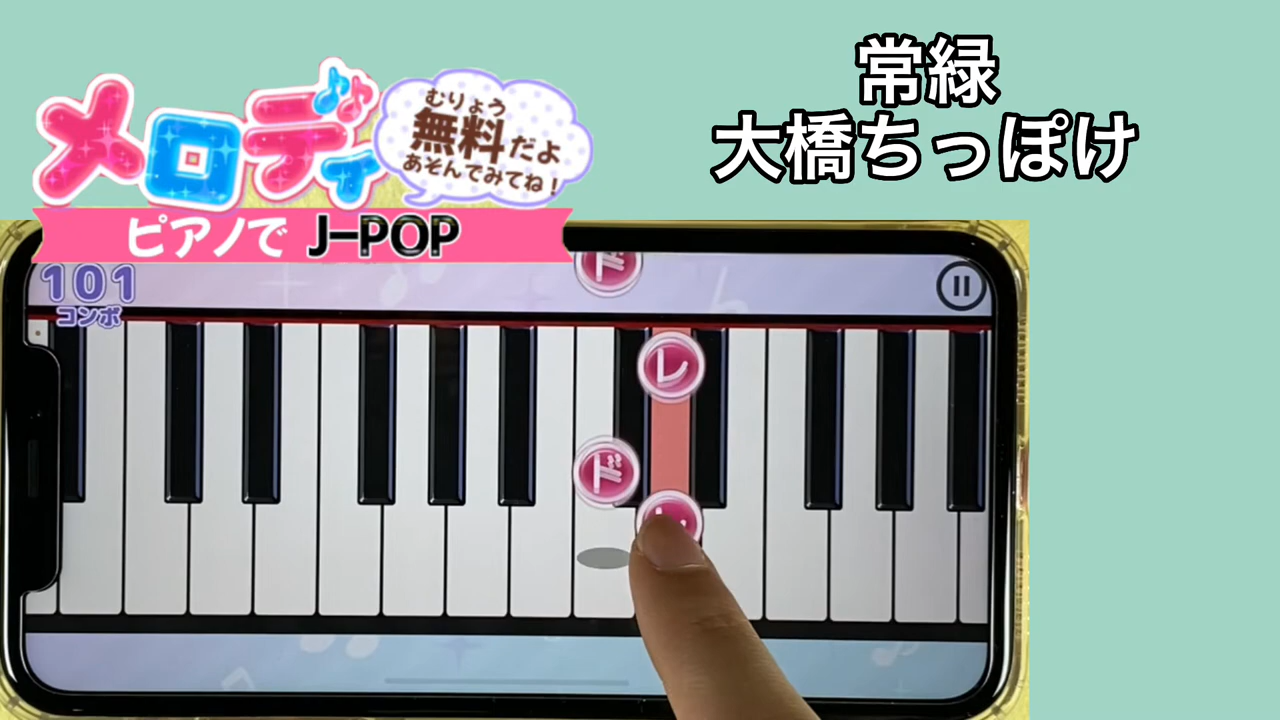 常緑
大橋ちっぽけ
メロディ
むりょう
無料だよ
あそんでみてね!
ピアノで J-POP
101
コンボ
ド
レ
ド
レ